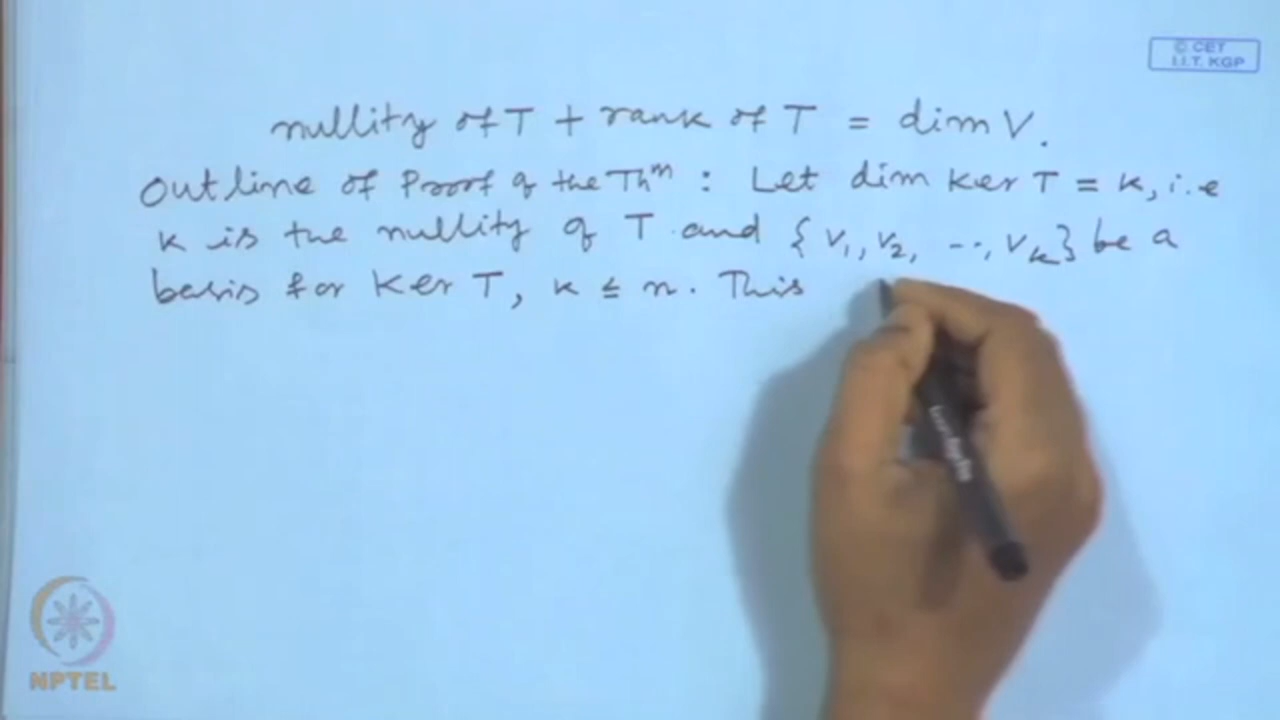 © CET
I.I.T. KGP
nullity of T + rank of T = dim V.
Outline of Proof of the Thᵐ : Let dim Ker T = k, i.e
k is the nullity of T and {v₁, v₂, --, vₖ} be a
basis for Ker T, k ≤ n. This
NPTEL